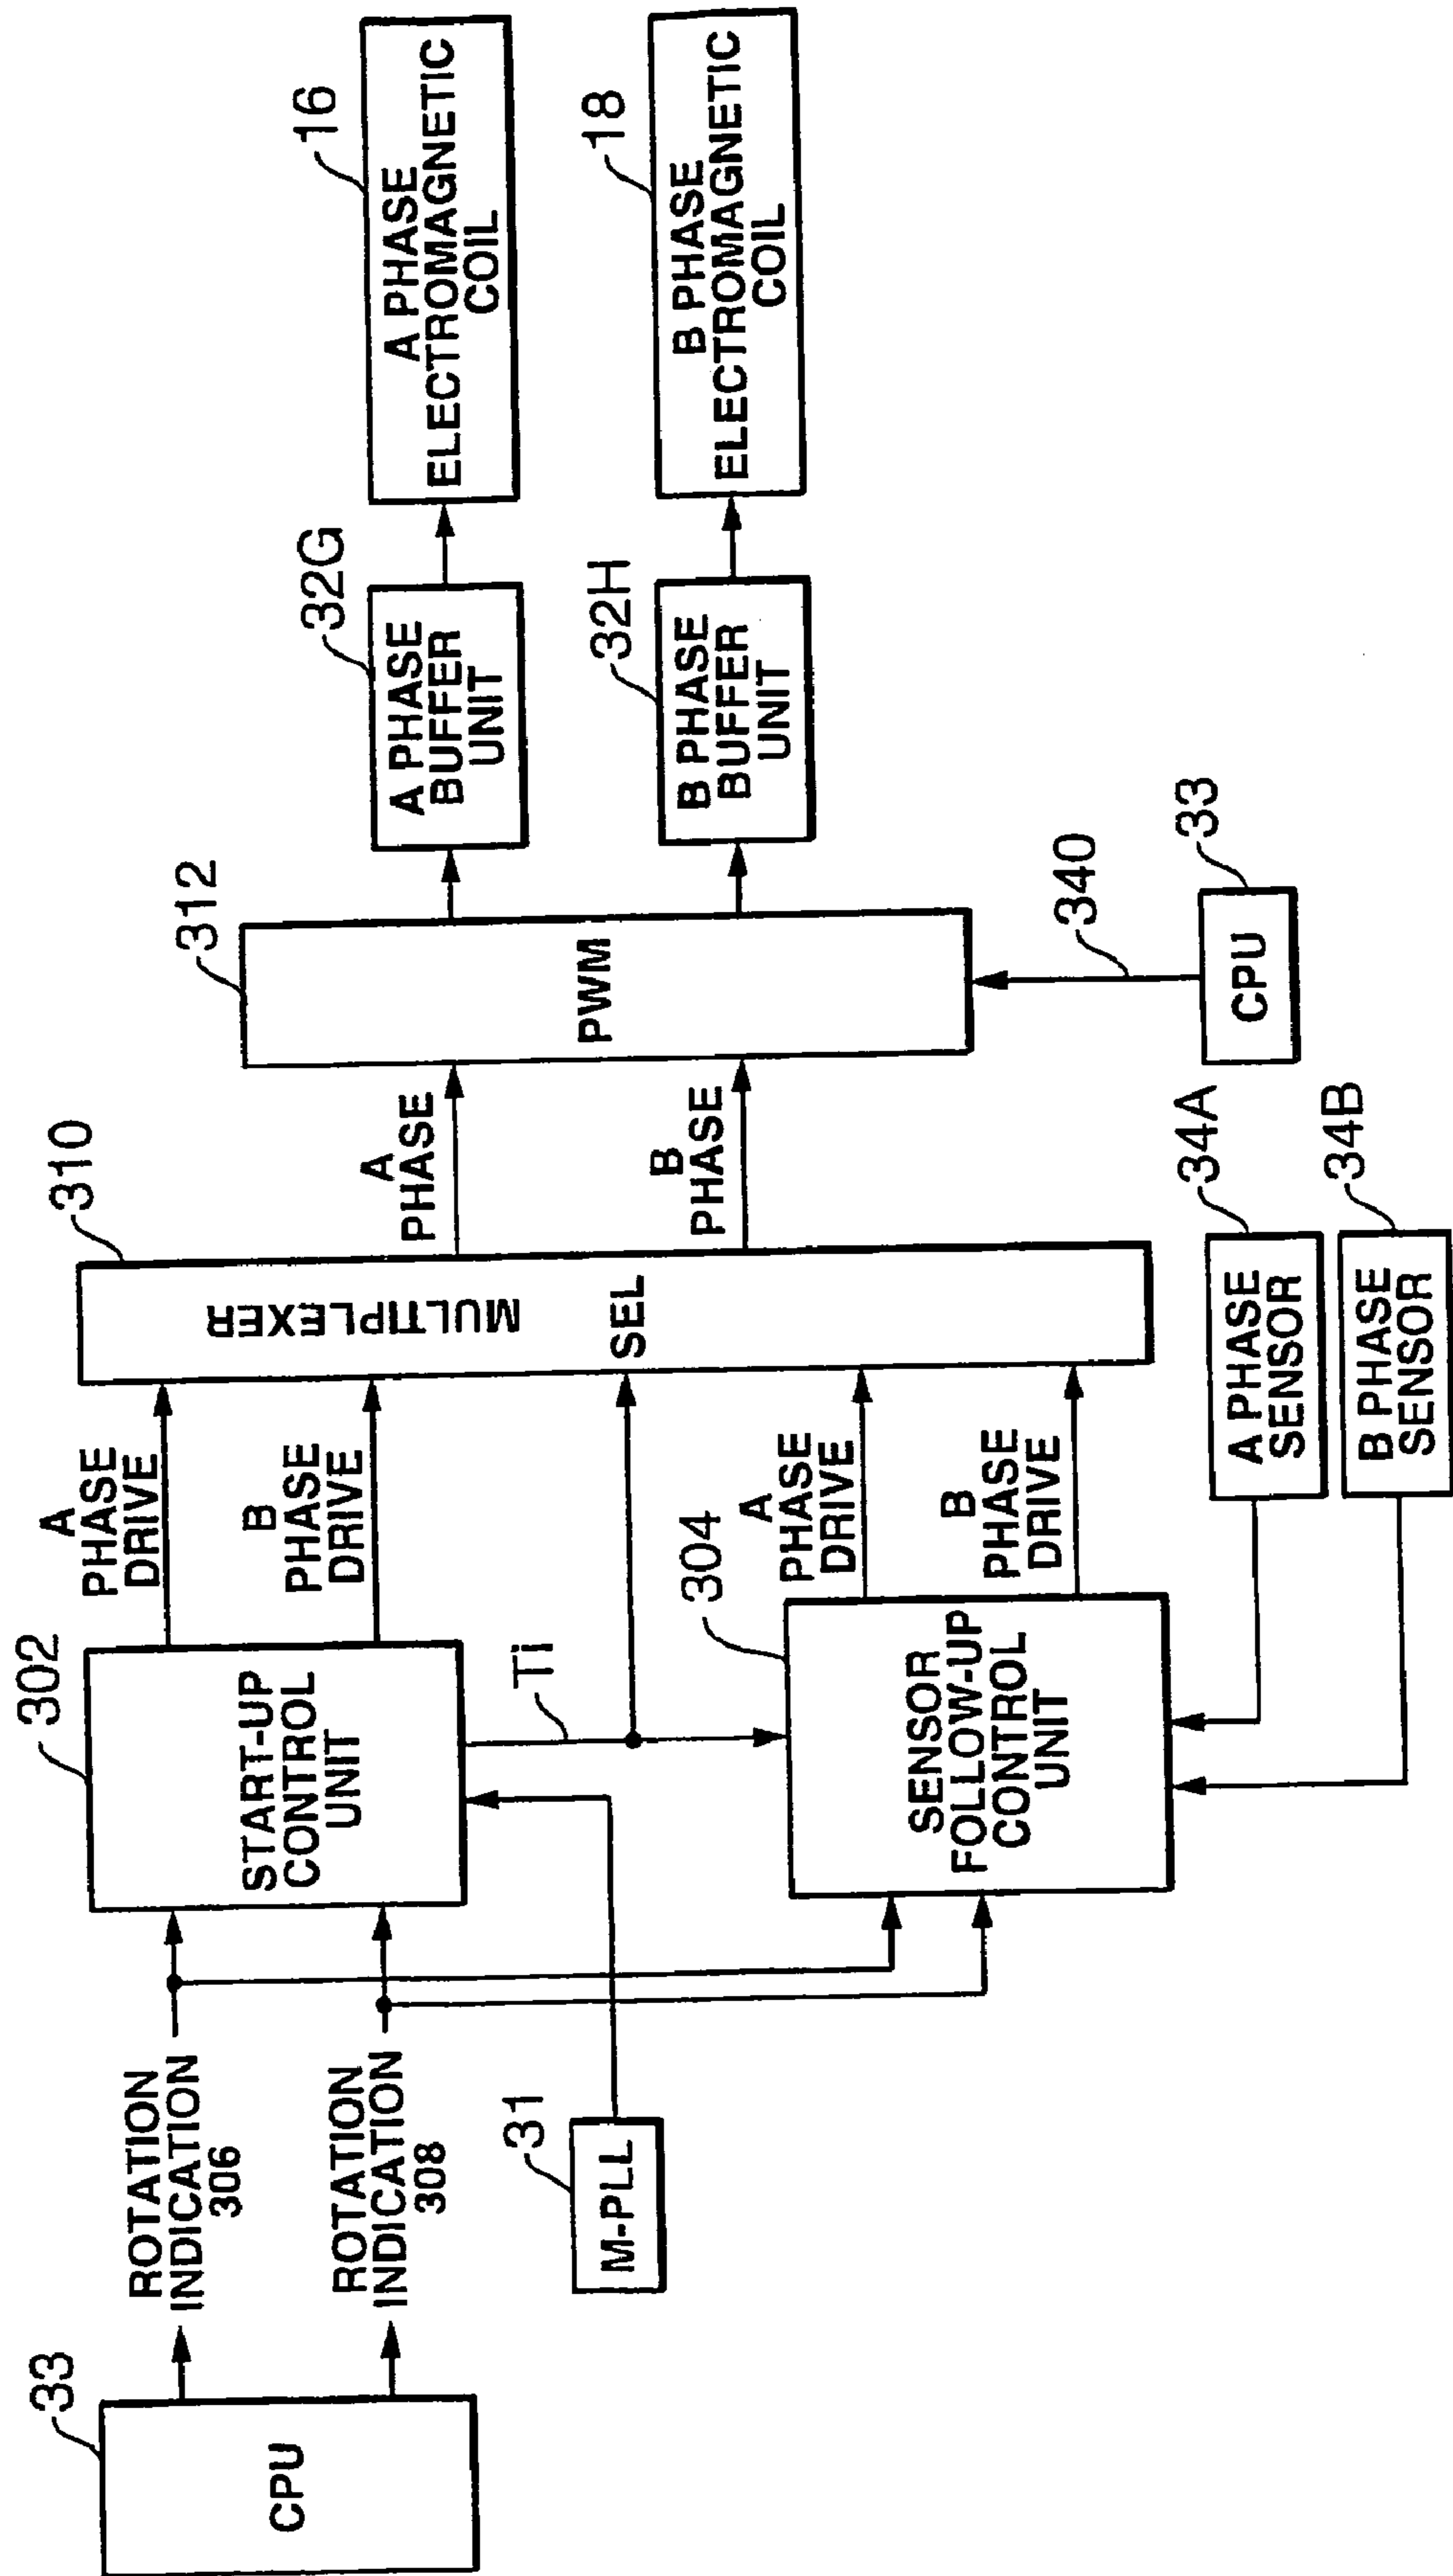 33
CPU
ROTATION
INDICATION
306
ROTATION
INDICATION
308
31
M-PLL
302
START-UP
CONTROL
UNIT
Ti
304
SENSOR
FOLLOW-UP
CONTROL
UNIT
A
PHASE
DRIVE
B
PHASE
DRIVE
A
PHASE
DRIVE
B
PHASE
DRIVE
34A
A PHASE
SENSOR
34B
B PHASE
SENSOR
310
MULTIPLEXER
SEL
A
PHASE
B
PHASE
312
PWM
340
33
CPU
32G
A PHASE
BUFFER
UNIT
32H
B PHASE
BUFFER
UNIT
16
A PHASE
ELECTROMAGNETIC
COIL
18
B PHASE
ELECTROMAGNETIC
COIL